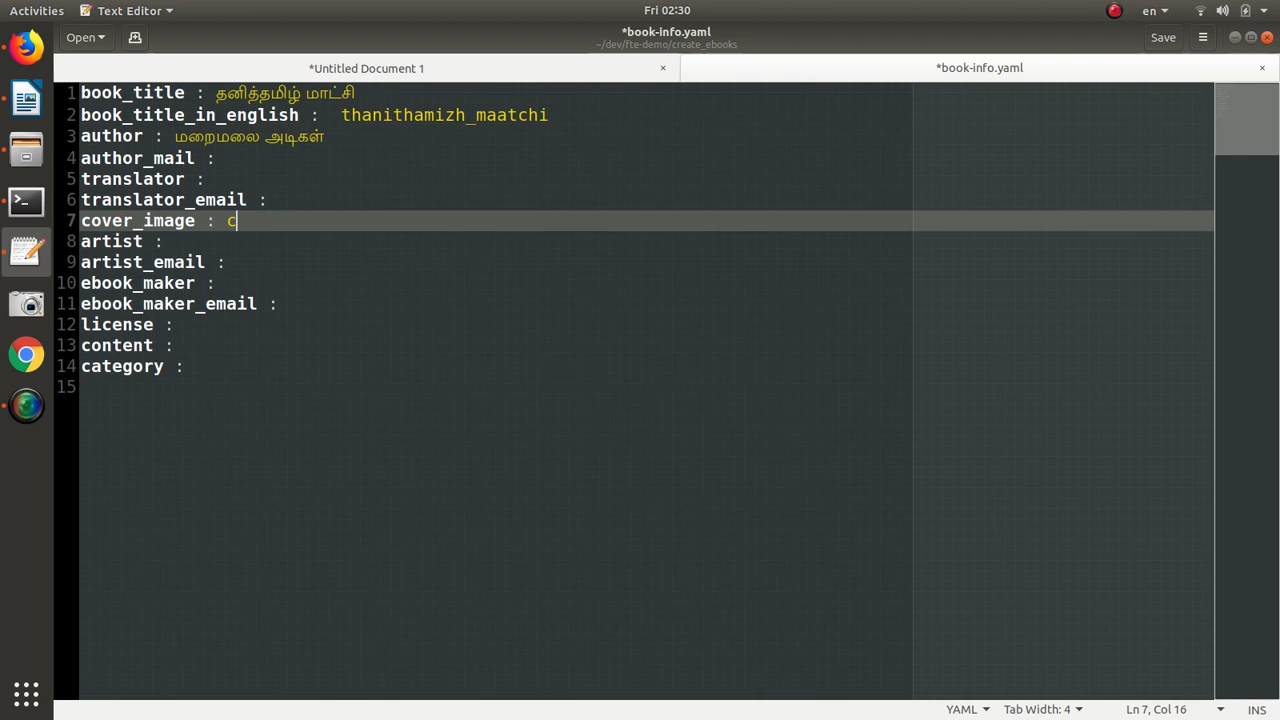 Activities Text Editor Fri 02:30 en
Open *book-info.yaml Save
~/dev/fte-demo/create_ebooks
*Untitled Document 1 × *book-info.yaml ×
1 book_title : தனித்தமிழ் மாட்சி
2 book_title_in_english : thanithamizh_maatchi
3 author : மறைமலை அடிகள்
4 author_mail :
5 translator :
6 translator_email :
7 cover_image : c
8 artist :
9 artist_email :
10 ebook_maker :
11 ebook_maker_email :
12 license :
13 content :
14 category :
15
YAML Tab Width: 4 Ln 7, Col 16 INS